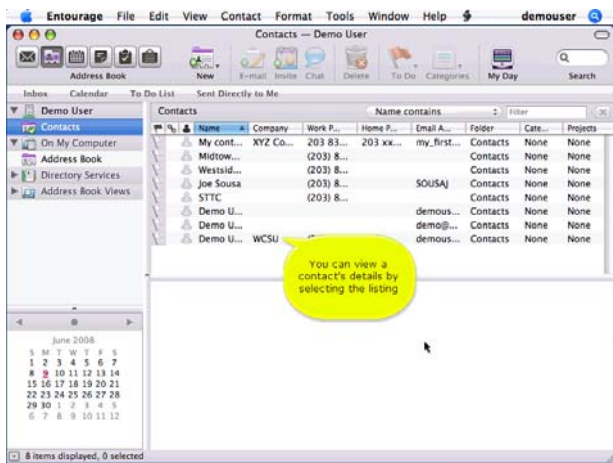 Entourage File Edit View Contact Format Tools Window Help demouser
Contacts — Demo User
Address Book New E-mail Invite Chat Delete To Do Categories My Day Search
Inbox Calendar To Do List Sent Directly to Me
Demo User
Contacts
On My Computer
Address Book
Directory Services
Address Book Views
Contacts Name contains Filter
Name Company Work P... Home P... Email A... Folder Cate... Projects
My cont... XYZ Co... 203 83... 203 xx... my_first... Contacts None None
Midtow... (203) 8... Contacts None None
Westsid... (203) 8... Contacts None None
Joe Sousa (203) 8... SOUSAJ Contacts None None
STTC (203) 8... Contacts None None
Demo U... demous... Contacts None None
Demo U... demo@... Contacts None None
Demo U... WCSU demous... Contacts None None
You can view a
contact's details by
selecting the listing
June 2008
S M T W T F S
1 2 3 4 5 6 7
8 9 10 11 12 13 14
15 16 17 18 19 20 21
22 23 24 25 26 27 28
29 30 1 2 3 4 5
6 7 8 9 10 11 12
8 items displayed, 0 selected